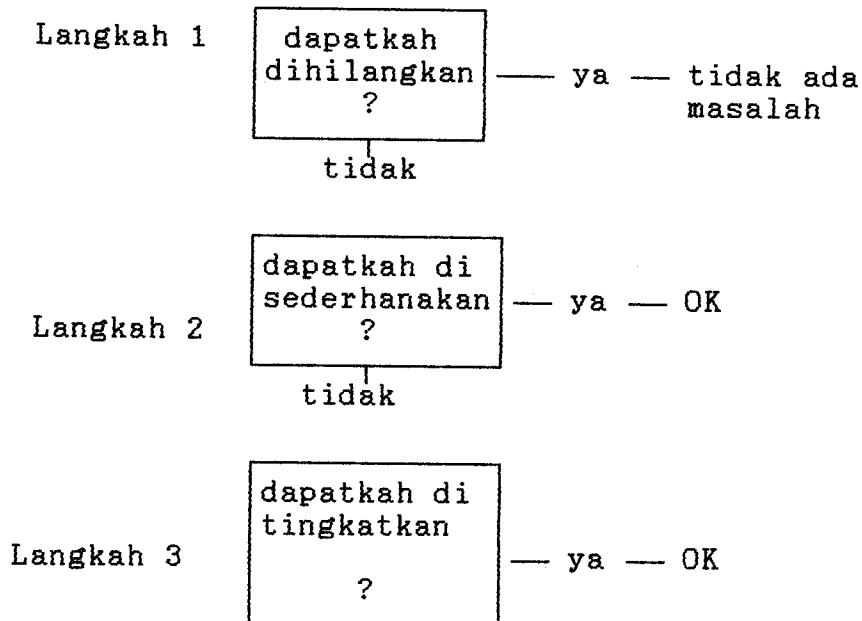 Langkah 1
dapatkah
dihilangkan
?
— ya — tidak ada
masalah
tidak
Langkah 2
dapatkah di
sederhanakan
?
— ya — OK
tidak
Langkah 3
dapatkah di
tingkatkan
?
— ya — OK